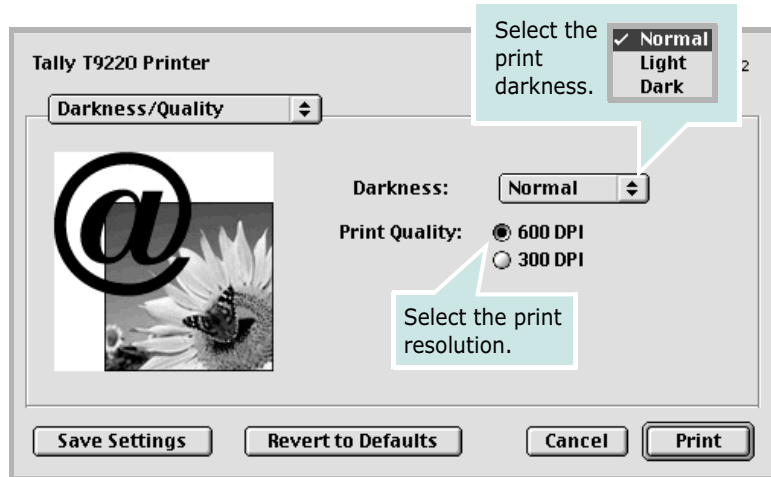 Select the
print
darkness.
✓ Normal
Light
Dark
Tally T9220 Printer
2
Darkness/Quality
@
Darkness: Normal
Print Quality: 600 DPI
300 DPI
Select the print
resolution.
Save Settings Revert to Defaults Cancel Print